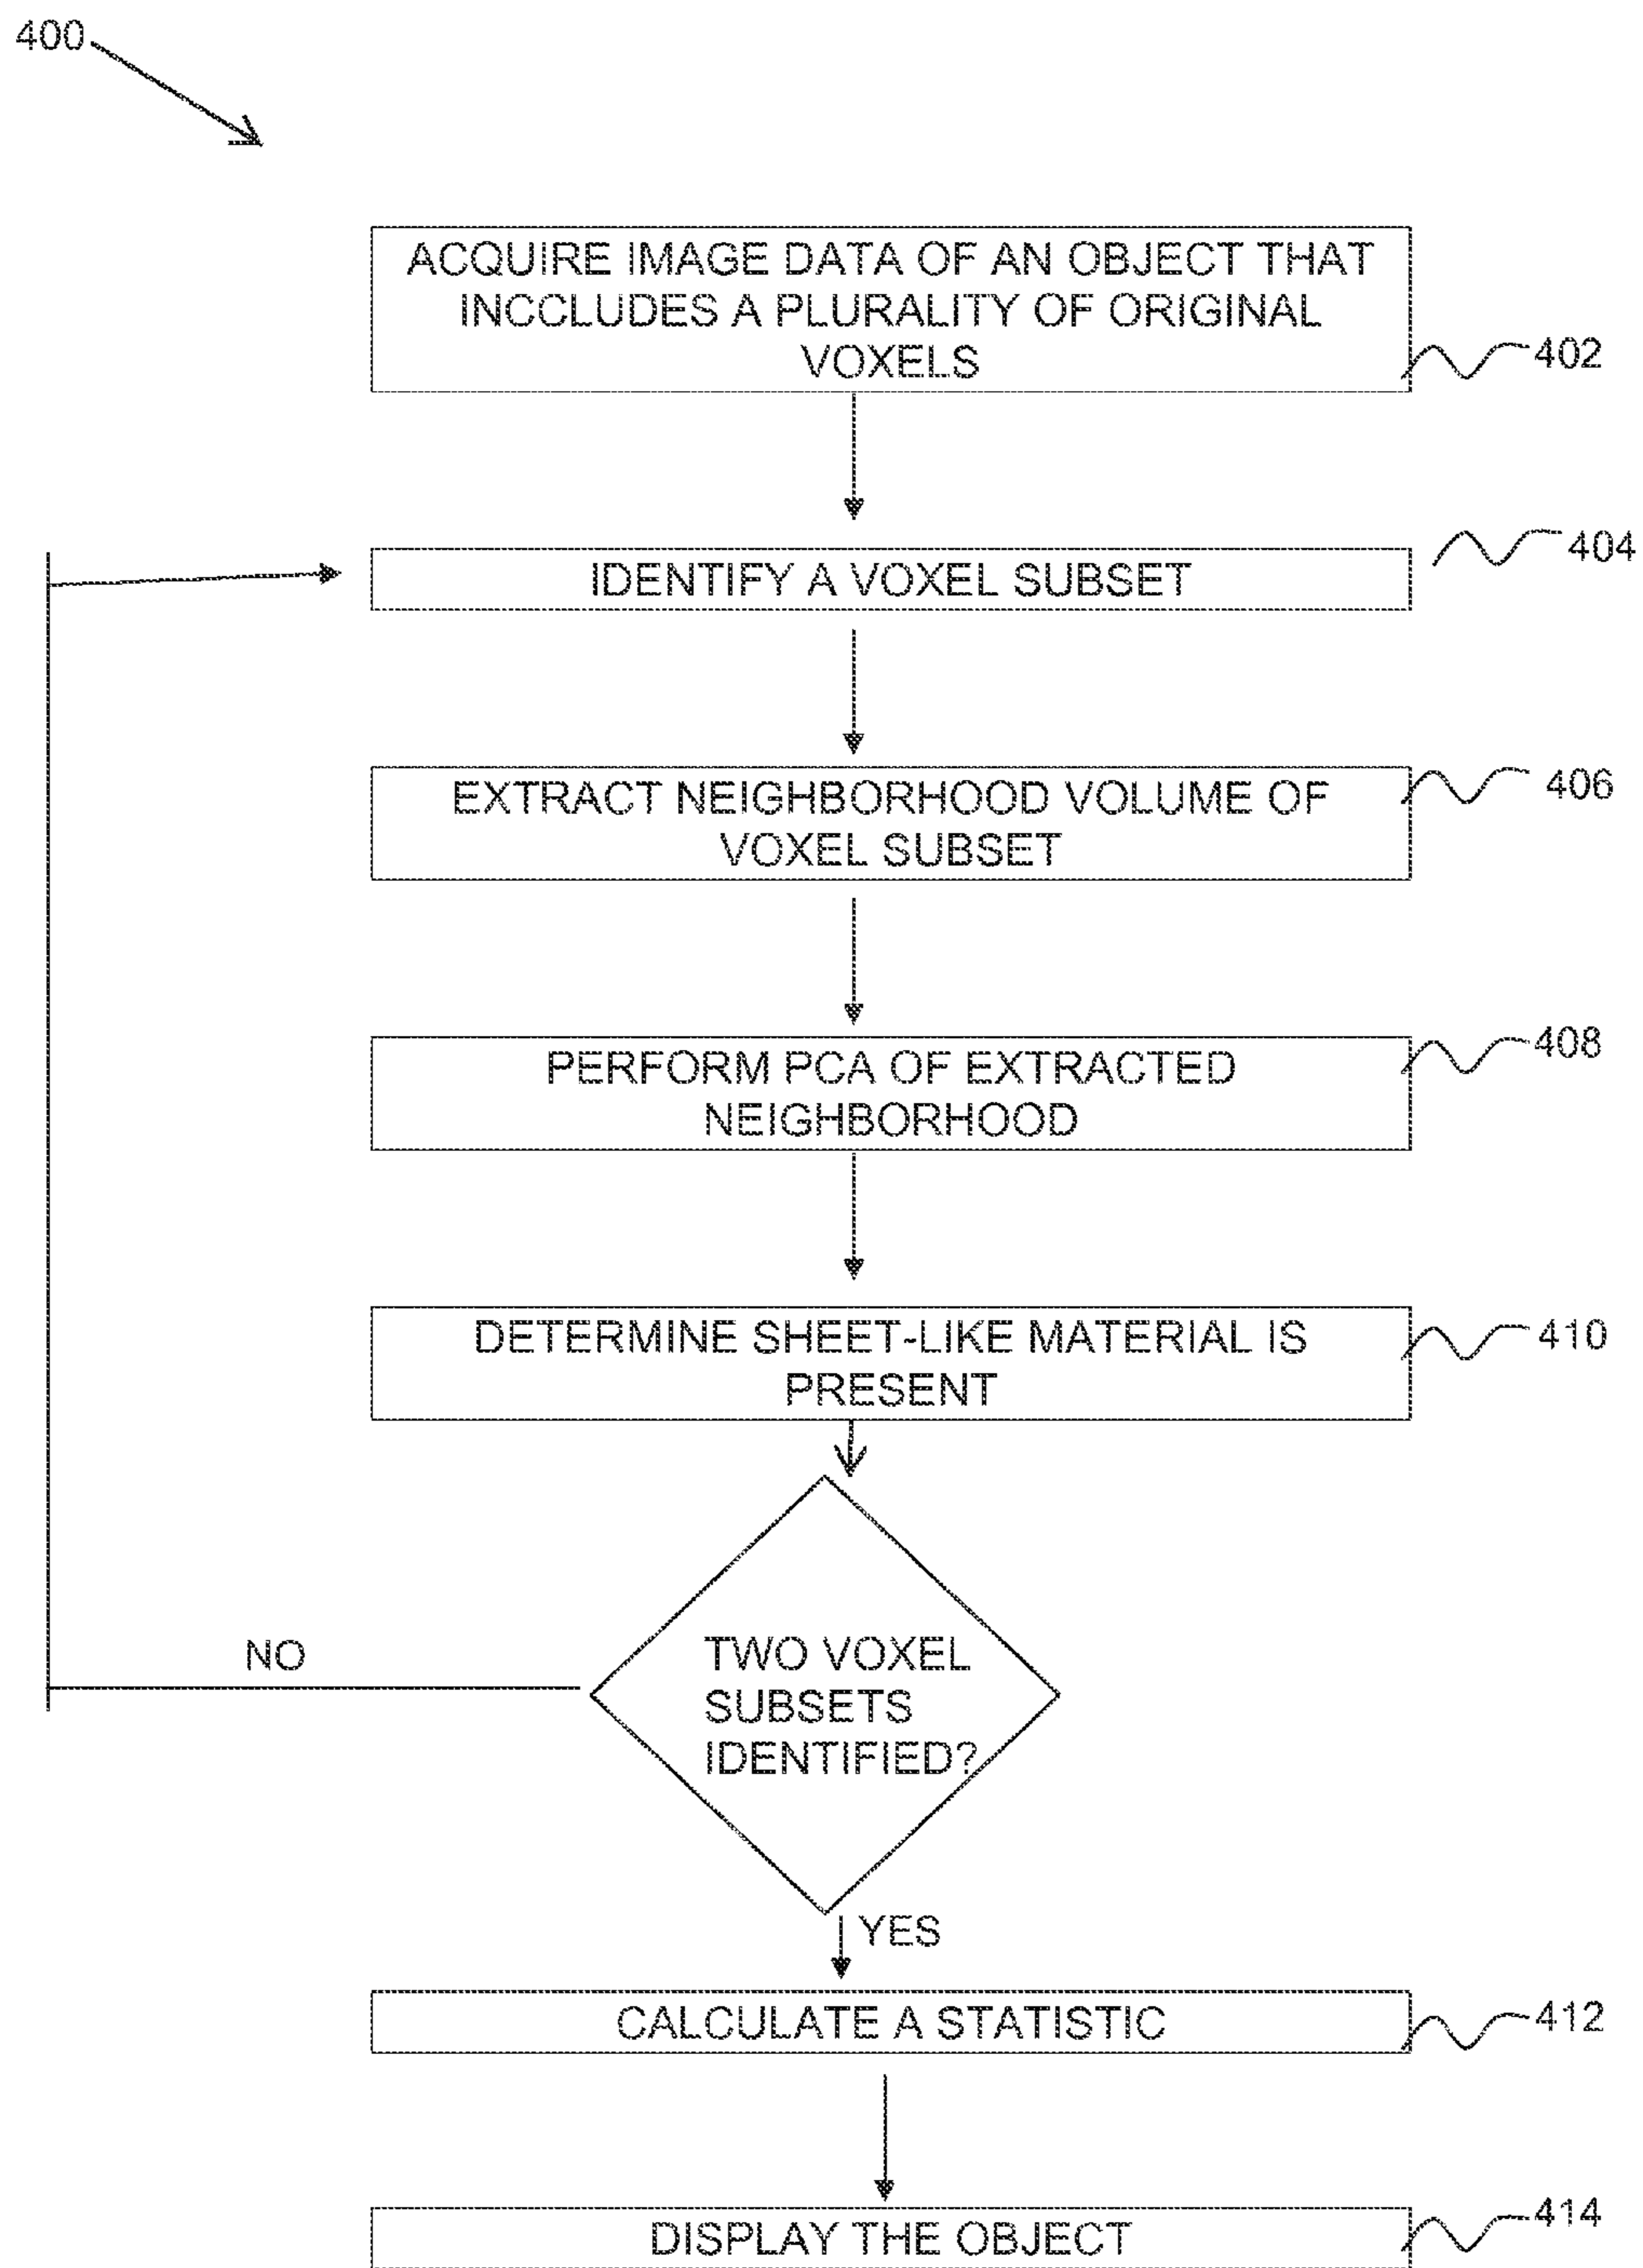 400
ACQUIRE IMAGE DATA OF AN OBJECT THAT
INCCLUDES A PLURALITY OF ORIGINAL
VOXELS
402
IDENTIFY A VOXEL SUBSET
404
EXTRACT NEIGHBORHOOD VOLUME OF
VOXEL SUBSET
406
PERFORM PCA OF EXTRACTED
NEIGHBORHOOD
408
DETERMINE SHEET-LIKE MATERIAL IS
PRESENT
410
TWO VOXEL
SUBSETS
IDENTIFIED?
NO
YES
CALCULATE A STATISTIC
412
DISPLAY THE OBJECT
414